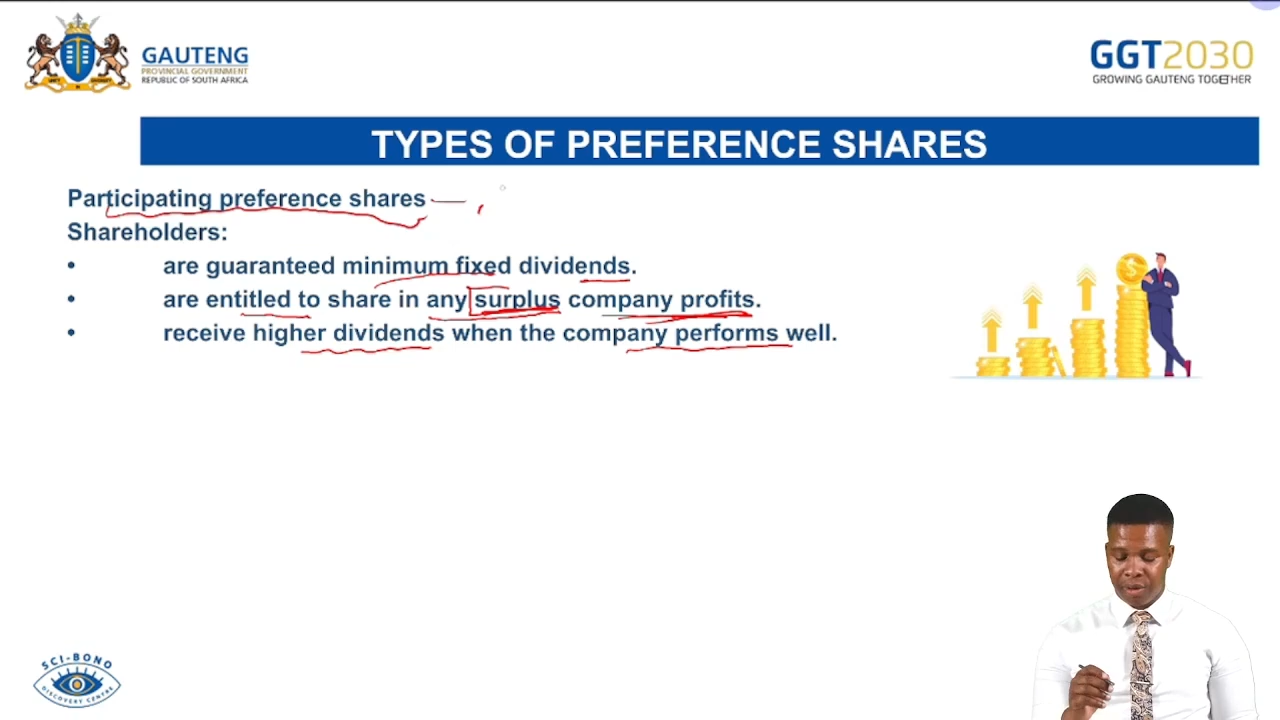 GAUTENG
PROVINCIAL GOVERNMENT
REPUBLIC OF SOUTH AFRICA
GGT2030
GROWING GAUTENG TOGETHER
TYPES OF PREFERENCE SHARES
Participating preference shares
Shareholders:
• are guaranteed minimum fixed dividends.
• are entitled to share in any surplus company profits.
• receive higher dividends when the company performs well.
SCI-BONO
DISCOVERY CENTRE